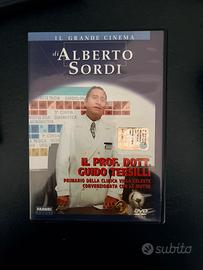 IL GRANDE CINEMA
di ALBERTO
SORDI
IL PROF. DOTT.
GUIDO TERSILLI
PRIMARIO DELLA CLINICA VILLA CELESTE
CONVENZIONATA CON LE MUTUE
DVD
subito